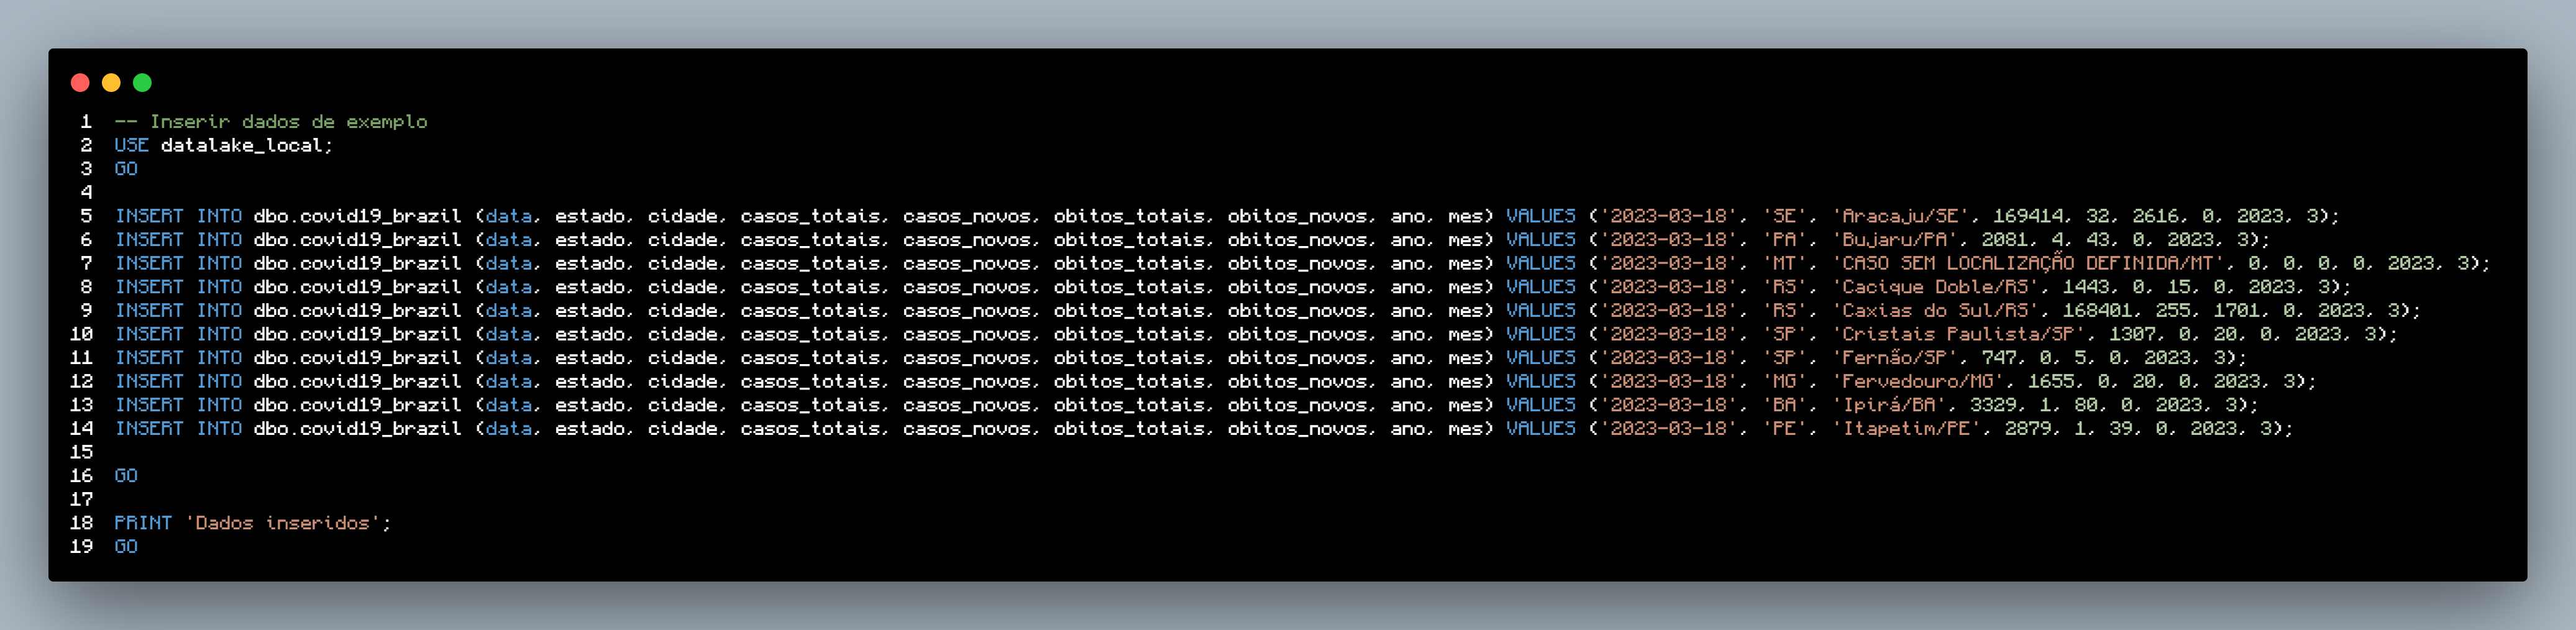 1 -- Inserir dados de exemplo
2 USE datalake_local;
3 GO
4
5 INSERT INTO dbo.covid19_brazil (data, estado, cidade, casos_totais, casos_novos, obitos_totais, obitos_novos, ano, mes) VALUES ('2023-03-18', 'SE', 'Aracaju/SE', 169414, 32, 2616, 0, 2023, 3);
6 INSERT INTO dbo.covid19_brazil (data, estado, cidade, casos_totais, casos_novos, obitos_totais, obitos_novos, ano, mes) VALUES ('2023-03-18', 'PA', 'Bujaru/PA', 2081, 4, 43, 0, 2023, 3);
7 INSERT INTO dbo.covid19_brazil (data, estado, cidade, casos_totais, casos_novos, obitos_totais, obitos_novos, ano, mes) VALUES ('2023-03-18', 'MT', 'CASO SEM LOCALIZAÇÃO DEFINIDA/MT', 0, 0, 0, 0, 2023, 3);
8 INSERT INTO dbo.covid19_brazil (data, estado, cidade, casos_totais, casos_novos, obitos_totais, obitos_novos, ano, mes) VALUES ('2023-03-18', 'RS', 'Cacique Doble/RS', 1443, 0, 15, 0, 2023, 3);
9 INSERT INTO dbo.covid19_brazil (data, estado, cidade, casos_totais, casos_novos, obitos_totais, obitos_novos, ano, mes) VALUES ('2023-03-18', 'RS', 'Caxias do Sul/RS', 168401, 255, 1701, 0, 2023, 3);
10 INSERT INTO dbo.covid19_brazil (data, estado, cidade, casos_totais, casos_novos, obitos_totais, obitos_novos, ano, mes) VALUES ('2023-03-18', 'SP', 'Cristais Paulista/SP', 1307, 0, 20, 0, 2023, 3);
11 INSERT INTO dbo.covid19_brazil (data, estado, cidade, casos_totais, casos_novos, obitos_totais, obitos_novos, ano, mes) VALUES ('2023-03-18', 'SP', 'Fernão/SP', 747, 0, 5, 0, 2023, 3);
12 INSERT INTO dbo.covid19_brazil (data, estado, cidade, casos_totais, casos_novos, obitos_totais, obitos_novos, ano, mes) VALUES ('2023-03-18', 'MG', 'Fervedouro/MG', 1655, 0, 20, 0, 2023, 3);
13 INSERT INTO dbo.covid19_brazil (data, estado, cidade, casos_totais, casos_novos, obitos_totais, obitos_novos, ano, mes) VALUES ('2023-03-18', 'BA', 'Ipirá/BA', 3329, 1, 80, 0, 2023, 3);
14 INSERT INTO dbo.covid19_brazil (data, estado, cidade, casos_totais, casos_novos, obitos_totais, obitos_novos, ano, mes) VALUES ('2023-03-18', 'PE', 'Itapetim/PE', 2879, 1, 39, 0, 2023, 3);
15
16 GO
17
18 PRINT 'Dados inseridos';
19 GO